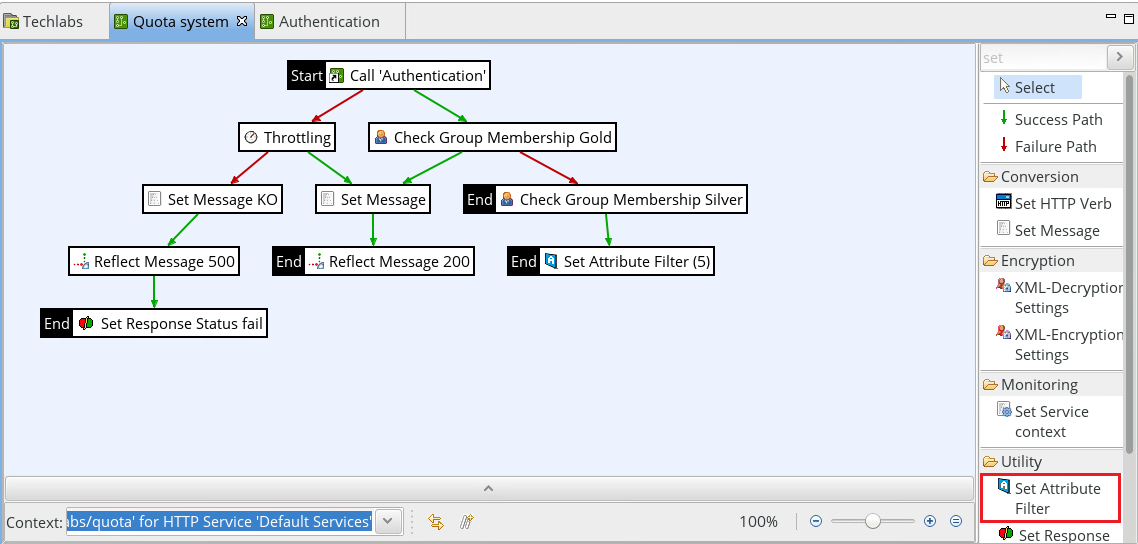 Techlabs
Quota system
Authentication
Start Call 'Authentication'
Throttling
Check Group Membership Gold
Set Message KO
Set Message
End Check Group Membership Silver
Reflect Message 500
End Reflect Message 200
End Set Attribute Filter (5)
End Set Response Status fail
Context: abs/quota' for HTTP Service 'Default Services'
100%
set
Select
Success Path
Failure Path
Conversion
Set HTTP Verb
Set Message
Encryption
XML-Decryption
Settings
XML-Encryption
Settings
Monitoring
Set Service
context
Utility
Set Attribute
Filter
Set Response